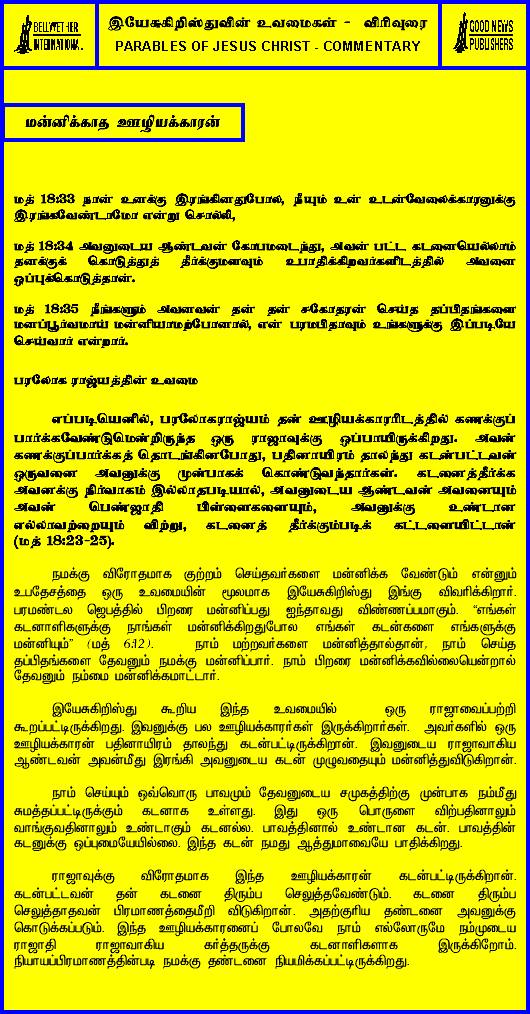 BELLWETHER
INTERNATIONAL
இயேசுகிறிஸ்துவின் உவமைகள் - விரிவுரை
PARABLES OF JESUS CHRIST - COMMENTARY
GOOD NEWS
PUBLISHERS
மன்னிக்காத ஊழியக்காரன்
மத் 18:33 நான் உனக்கு இரங்கினதுபோல, நீயும் உன் உடன்வேலைக்காரனுக்கு
இரங்கவேண்டாமோ என்று சொல்லி,
மத் 18:34 அவனுடைய ஆண்டவன் கோபமடைந்து, அவன் பட்ட கடனையெல்லாம்
தனக்குக் கொடுத்துத் தீர்க்குமளவும் உபாதிக்கிறவர்களிடத்தில் அவனை
ஒப்புக்கொடுத்தான்.
மத் 18:35 நீங்களும் அவனவன் தன் தன் சகோதரன் செய்த தப்பிதங்களை
மனப்பூர்வமாய் மன்னியாமற்போனால், என் பரமபிதாவும் உங்களுக்கு இப்படியே
செய்வார் என்றார்.
பரலோக ராஜ்யத்தின் உவமை
எப்படியெனில், பரலோகராஜ்யம் தன் ஊழியக்காரரிடத்தில் கணக்குப்
பார்க்கவேண்டுமென்றிருந்த ஒரு ராஜாவுக்கு ஒப்பாயிருக்கிறது. அவன்
கணக்குப்பார்க்கத் தொடங்கினபோது, பதினாயிரம் தாலந்து கடன்பட்டவன்
ஒருவனை அவனுக்கு முன்பாகக் கொண்டுவந்தார்கள். கடனைத்தீர்க்க
அவனக்கு நிர்வாகம் இல்லாதபடியால், அவனுடைய ஆண்டவன் அவனையும்
அவன் பெண்ஜாதி பிள்ளைகளையும், அவனுக்கு உண்டான
எல்லாவற்றையும் விற்று, கடனைத் தீர்க்கும்படிக் கட்டளையிட்டான்
(மத் 18:23-25).
நமக்கு விரோதமாக குற்றம் செய்தவர்களை மன்னிக்க வேண்டும் என்னும்
உபதேசத்தை ஒரு உவமையின் மூலமாக இயேசுகிறிஸ்து இங்கு விவரிக்கிறார்.
பரமண்டல ஜெபத்தில் பிறரை மன்னிப்பது ஐந்தாவது விண்ணப்பமாகும். “எங்கள்
கடனாளிகளுக்கு நாங்கள் மன்னிக்கிறதுபோல எங்கள் கடன்களை எங்களுக்கு
மன்னியும்” (மத் 6:12). நாம் மற்றவர்களை மன்னித்தால்தான், நாம் செய்த
தப்பிதங்களை தேவனும் நமக்கு மன்னிப்பார். நாம் பிறரை மன்னிக்கவில்லையென்றால்
தேவனும் நம்மை மன்னிக்கமாட்டார்.
இயேசுகிறிஸ்து கூறிய இந்த உவமையில் ஒரு ராஜாவைப்பற்றி
கூறப்பட்டிருக்கிறது. இவனுக்கு பல ஊழியக்காரர்கள் இருக்கிறார்கள். அவர்களில் ஒரு
ஊழியக்காரன் பதினாயிரம் தாலந்து கடன்பட்டிருக்கிறான். இவனுடைய ராஜாவாகிய
ஆண்டவன் அவன்மீது இரங்கி அவனுடைய கடன் முழுவதையும் மன்னித்துவிடுகிறான்.
நாம் செய்யும் ஒவ்வொரு பாவமும் தேவனுடைய சமுகத்திற்கு முன்பாக நம்மீது
சுமத்தப்பட்டிருக்கும் கடனாக உள்ளது. இது ஒரு பொருளை விற்பதினாலும்
வாங்குவதினாலும் உண்டாகும் கடனல்ல. பாவத்தினால் உண்டான கடன். பாவத்தின்
கடனுக்கு ஒப்புமையேயில்லை. இந்த கடன் நமது ஆத்துமாவையே பாதிக்கிறது.
ராஜாவுக்கு விரோதமாக இந்த ஊழியக்காரன் கடன்பட்டிருக்கிறான்.
கடன்பட்டவன் தன் கடனை திரும்ப செலுத்தவேண்டும். கடனை திரும்ப
செலுத்தாதவன் பிரமாணத்தைமீறி விடுகிறான். அதற்குரிய தண்டனை அவனுக்கு
கொடுக்கப்படும். இந்த ஊழியக்காரனைப் போலவே நாம் எல்லோருமே நம்முடைய
ராஜாதி ராஜாவாகிய கர்த்தருக்கு கடனாளிகளாக இருக்கிறோம்.
நியாயப்பிரமாணத்தின்படி நமக்கு தண்டனை நியமிக்கப்பட்டிருக்கிறது.